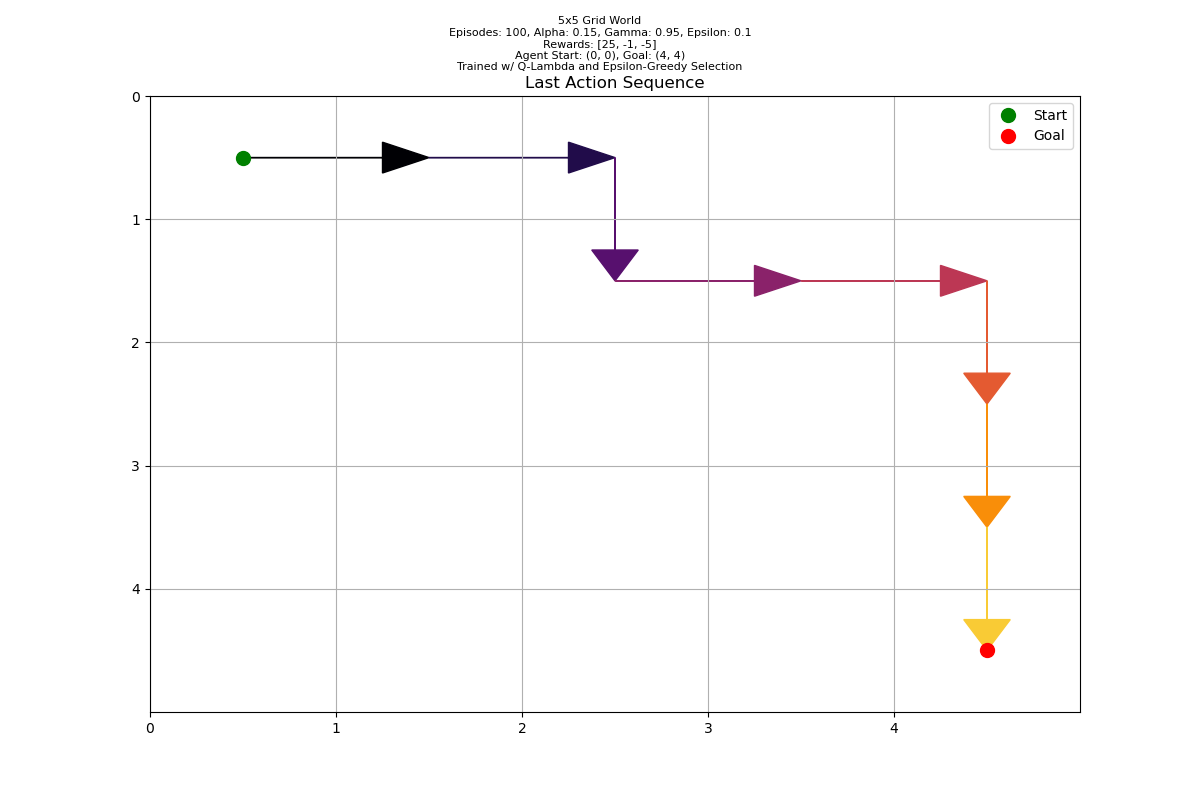 5x5 Grid World
Episodes: 100, Alpha: 0.15, Gamma: 0.95, Epsilon: 0.1
Rewards: [25, -1, -5]
Agent Start: (0, 0), Goal: (4, 4)
Trained w/ Q-Lambda and Epsilon-Greedy Selection
Last Action Sequence
Start
Goal
0
1
2
3
4
0 1 2 3 4